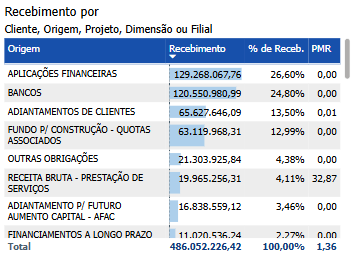 Recebimento por
Cliente, Origem, Projeto, Dimensão ou Filial
Origem Recebimento % de Receb. PMR
APLICAÇÕES FINANCEIRAS 129.268.067,76 26,60% 0,00
BANCOS 120.550.980,99 24,80% 0,00
ADIANTAMENTOS DE CLIENTES 65.627.646,09 13,50% 0,01
FUNDO P/ CONSTRUÇÃO - QUOTAS ASSOCIADOS 63.119.968,31 12,99% 0,00
OUTRAS OBRIGAÇÕES 21.303.925,84 4,38% 0,00
RECEITA BRUTA - PRESTAÇÃO DE SERVIÇOS 19.965.256,31 4,11% 32,87
ADIANTAMENTO P/ FUTURO AUMENTO CAPITAL - AFAC 16.838.559,12 3,46% 0,00
FINANCIAMENTOS A LONGO PRAZO 11.020.536,24 2,27% 0,00
Total 486.052.226,42 100,00% 1,36